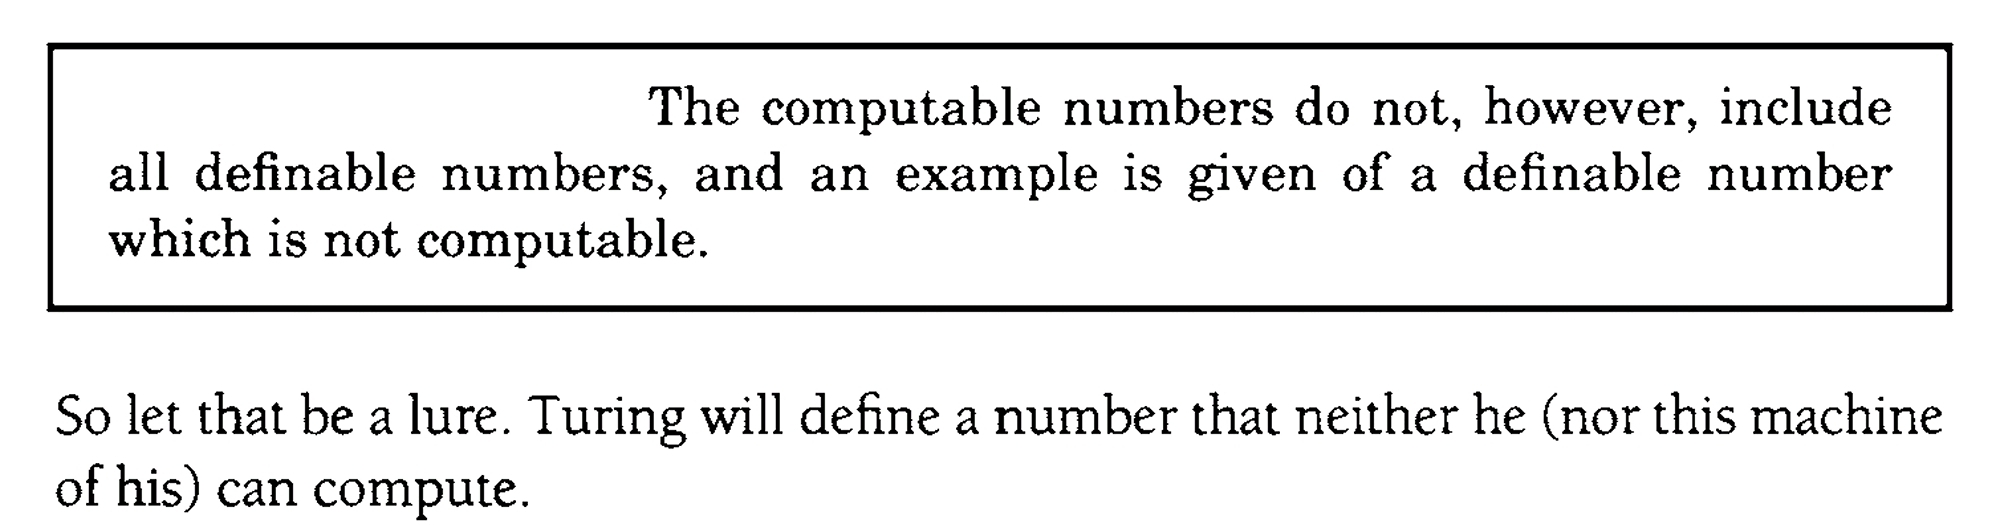 The computable numbers do not, however, include
all definable numbers, and an example is given of a definable number
which is not computable.
So let that be a lure. Turing will define a number that neither he (nor this machine
of his) can compute.